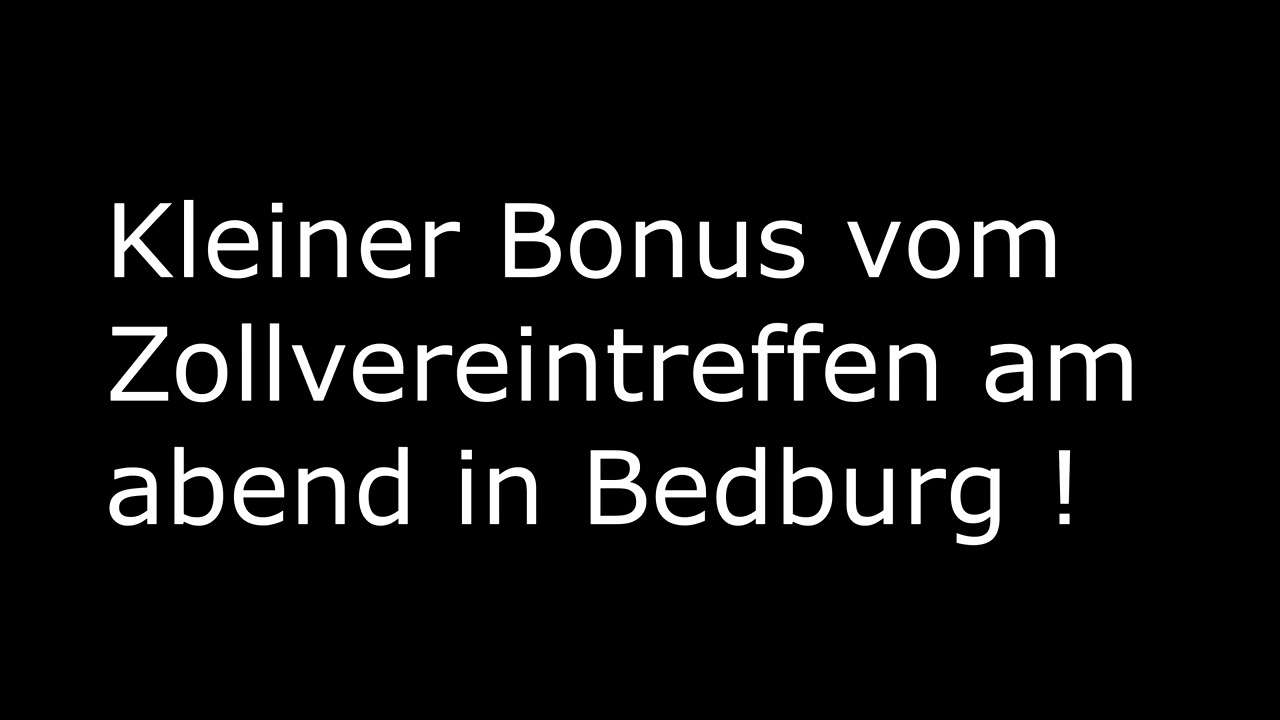 Kleiner Bonus vom
Zollvereintreffen am
abend in Bedburg !